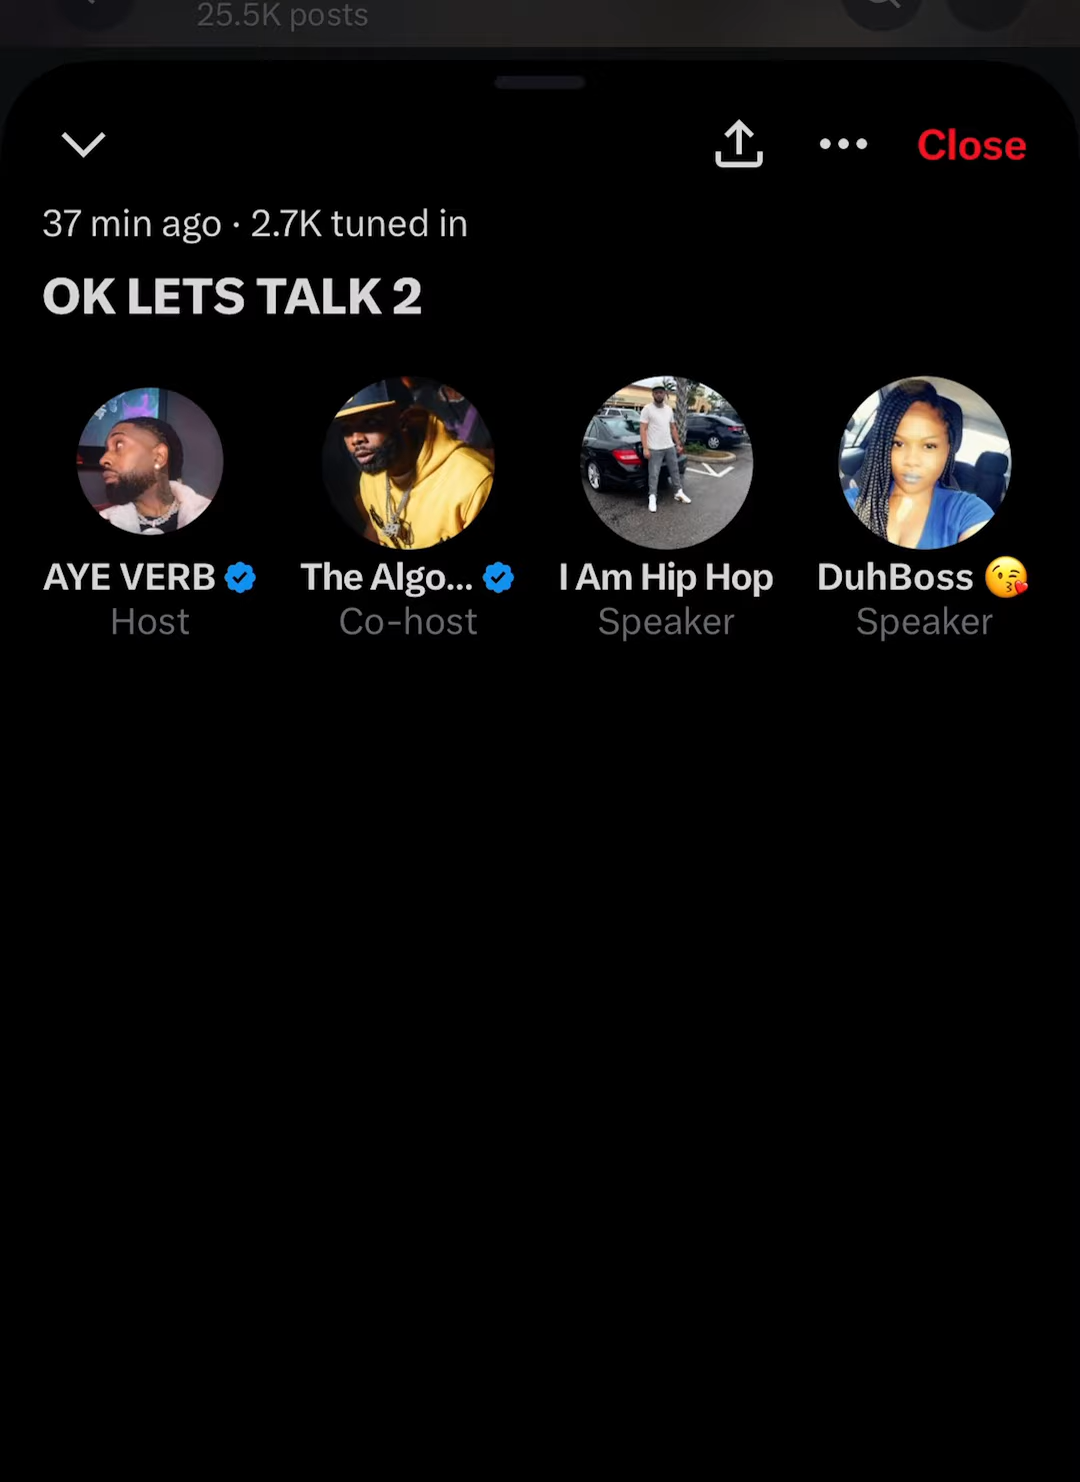 25.5K posts
Close
37 min ago · 2.7K tuned in
OK LETS TALK 2
AYE VERB The Algo... I Am Hip Hop DuhBoss 😘
Host Co-host Speaker Speaker